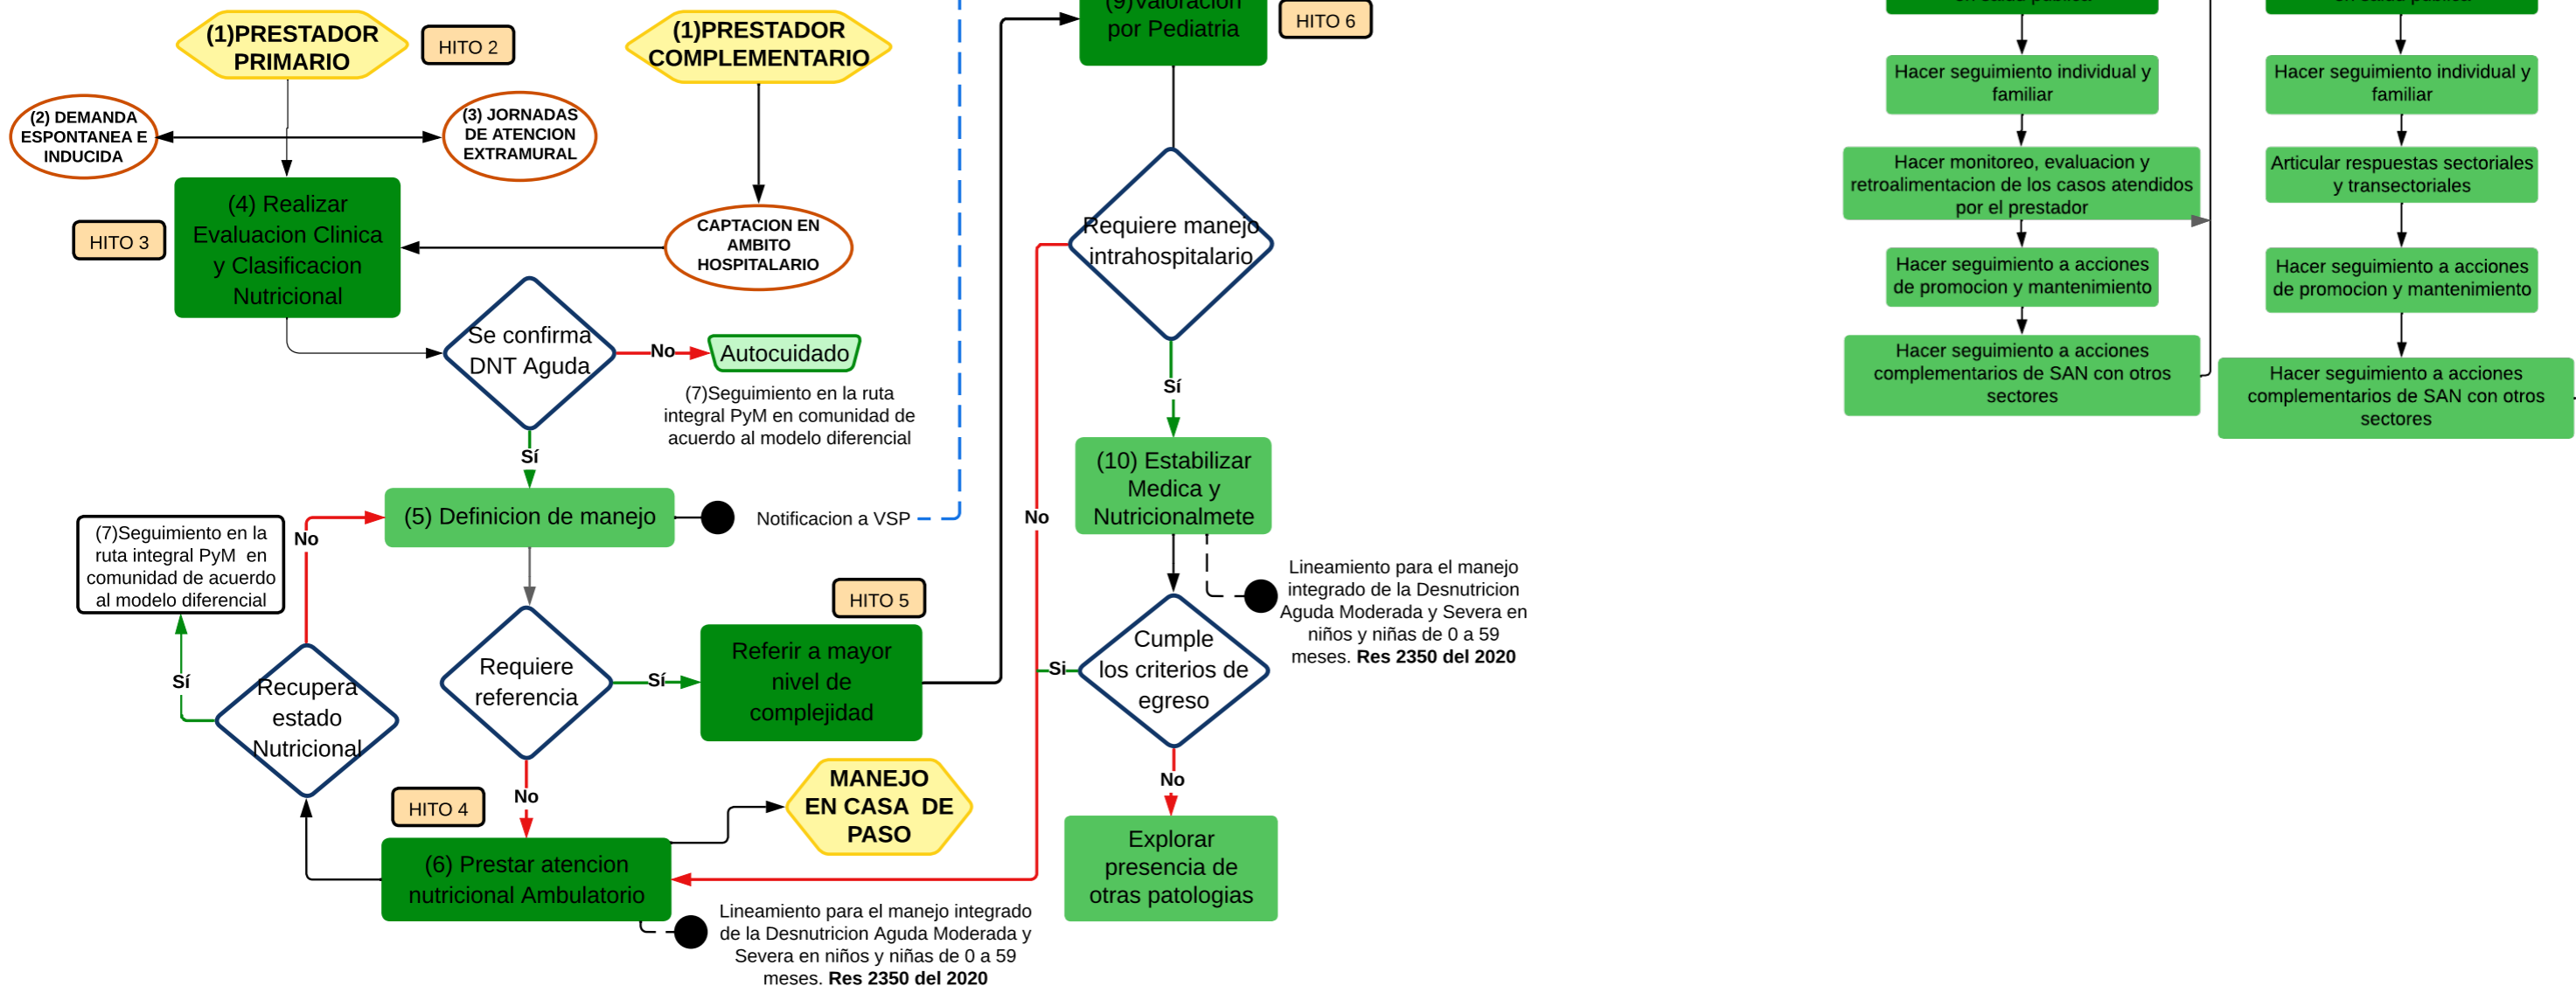 (1)PRESTADOR
PRIMARIO
HITO 2
(1)PRESTADOR
COMPLEMENTARIO
(2) DEMANDA
ESPONTANEA E
INDUCIDA
(3) JORNADAS
DE ATENCION
EXTRAMURAL
(4) Realizar
Evaluacion Clinica
y Clasificacion
Nutricional
HITO 3
CAPTACION EN
AMBITO
HOSPITALARIO
Se confirma
DNT Aguda
No
Autocuidado
(7)Seguimiento en la ruta
integral PyM en comunidad de
acuerdo al modelo diferencial
Sí
(5) Definicion de manejo
Notificacion a VSP
(7)Seguimiento en la
ruta integral PyM en
comunidad de acuerdo
al modelo diferencial
No
Sí
Recupera
estado
Nutricional
Requiere
referencia
Sí
HITO 5
Referir a mayor
nivel de
complejidad
No
HITO 4
MANEJO
EN CASA DE
PASO
(6) Prestar atencion
nutricional Ambulatorio
Lineamiento para el manejo integrado
de la Desnutricion Aguda Moderada y
Severa en niños y niñas de 0 a 59
meses. Res 2350 del 2020
(9)Valoracion
por Pediatria
HITO 6
Requiere manejo
intrahospitalario
Sí
No
(10) Estabilizar
Medica y
Nutricionalmete
Lineamiento para el manejo
integrado de la Desnutricion
Aguda Moderada y Severa en
niños y niñas de 0 a 59
meses. Res 2350 del 2020
Cumple
los criterios de
egreso
Si
No
Explorar
presencia de
otras patologias
en salud publica
Hacer seguimiento individual y
familiar
Hacer monitoreo, evaluacion y
retroalimentacion de los casos atendidos
por el prestador
Hacer seguimiento a acciones
de promocion y mantenimiento
Hacer seguimiento a acciones
complementarios de SAN con otros
sectores
en salud publica
Hacer seguimiento individual y
familiar
Articular respuestas sectoriales
y transectoriales
Hacer seguimiento a acciones
de promocion y mantenimiento
Hacer seguimiento a acciones
complementarios de SAN con otros
sectores